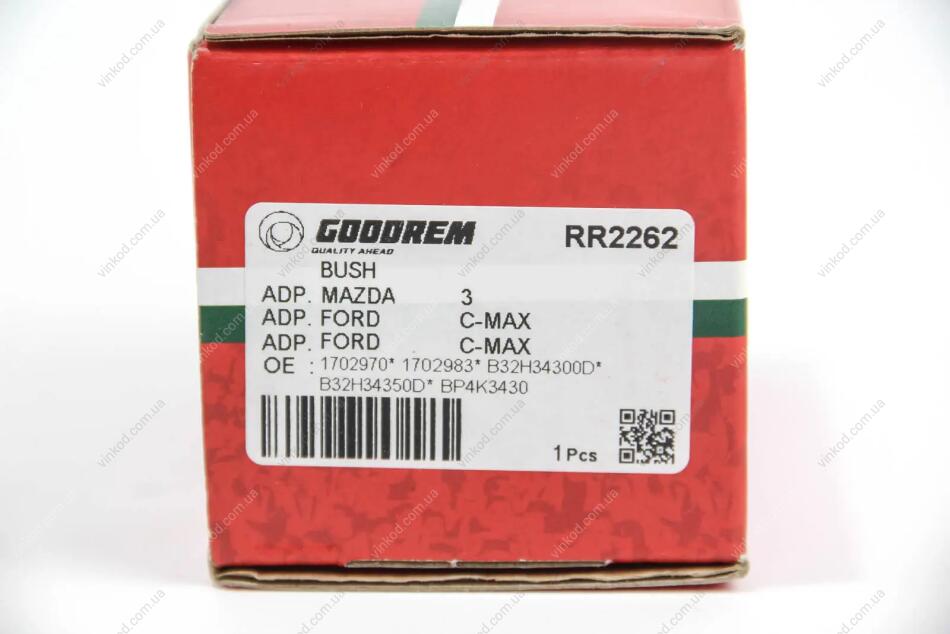 GOODREM
QUALITY AHEAD
RR2262
BUSH
ADP. MAZDA 3
ADP. FORD C-MAX
ADP. FORD C-MAX
OE : 1702970* 1702983* B32H34300D*
B32H34350D* BP4K3430
1 Pcs
vinkod.com.ua